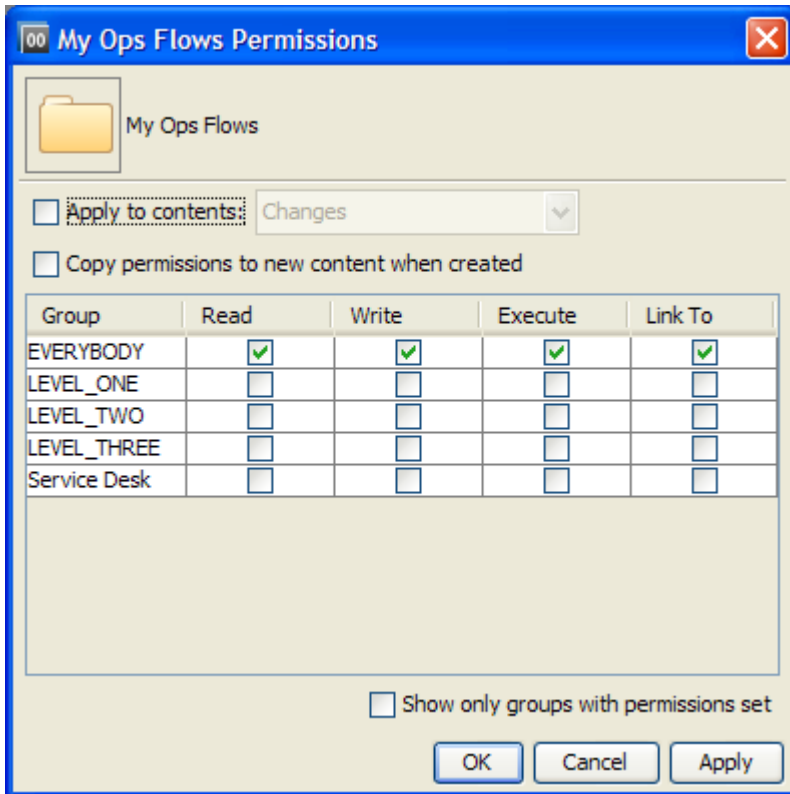 00 My Ops Flows Permissions
My Ops Flows
Apply to contents: Changes
Copy permissions to new content when created
Group Read Write Execute Link To
EVERYBODY
LEVEL_ONE
LEVEL_TWO
LEVEL_THREE
Service Desk
Show only groups with permissions set
OK Cancel Apply